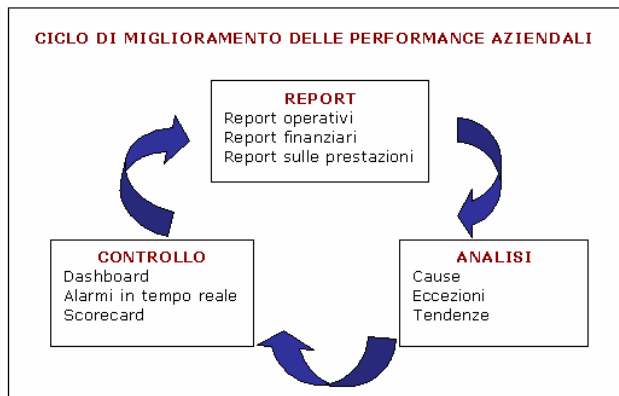 CICLO DI MIGLIORAMENTO DELLE PERFORMANCE AZIENDALI
REPORT
Report operativi
Report finanziari
Report sulle prestazioni
CONTROLLO
Dashboard
Alarmi in tempo reale
Scorecard
ANALISI
Cause
Eccezioni
Tendenze